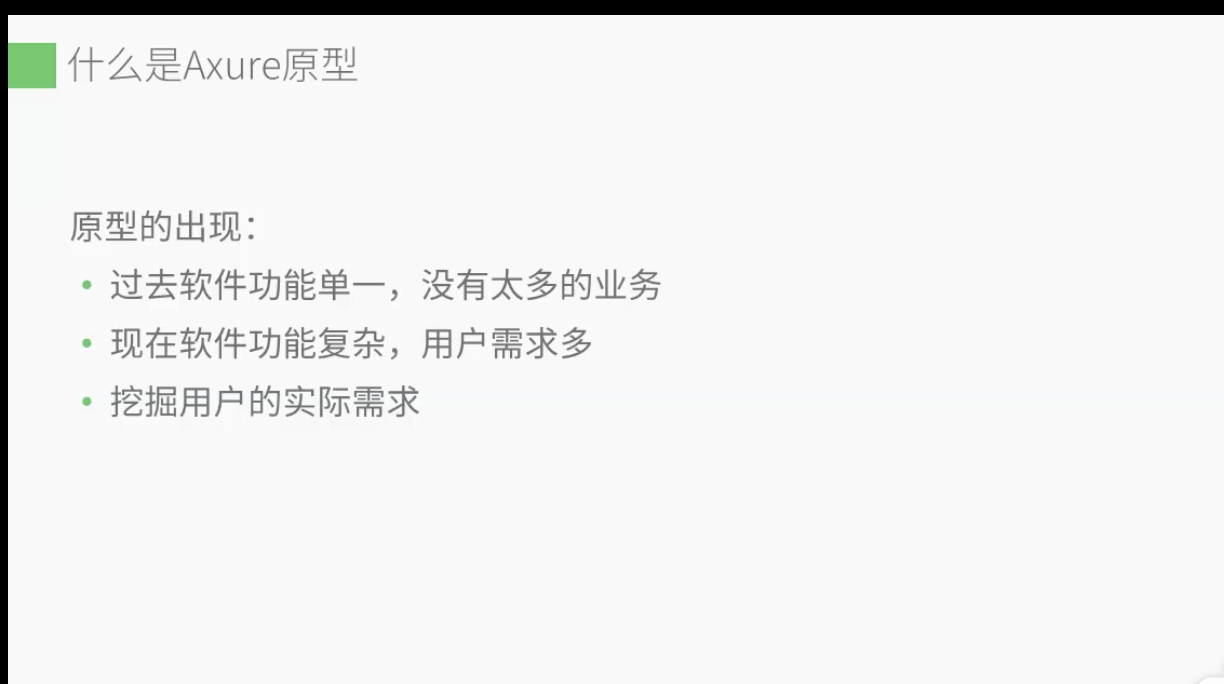 什么是Axure原型
原型的出现：
• 过去软件功能单一，没有太多的业务
• 现在软件功能复杂，用户需求多
• 挖掘用户的实际需求